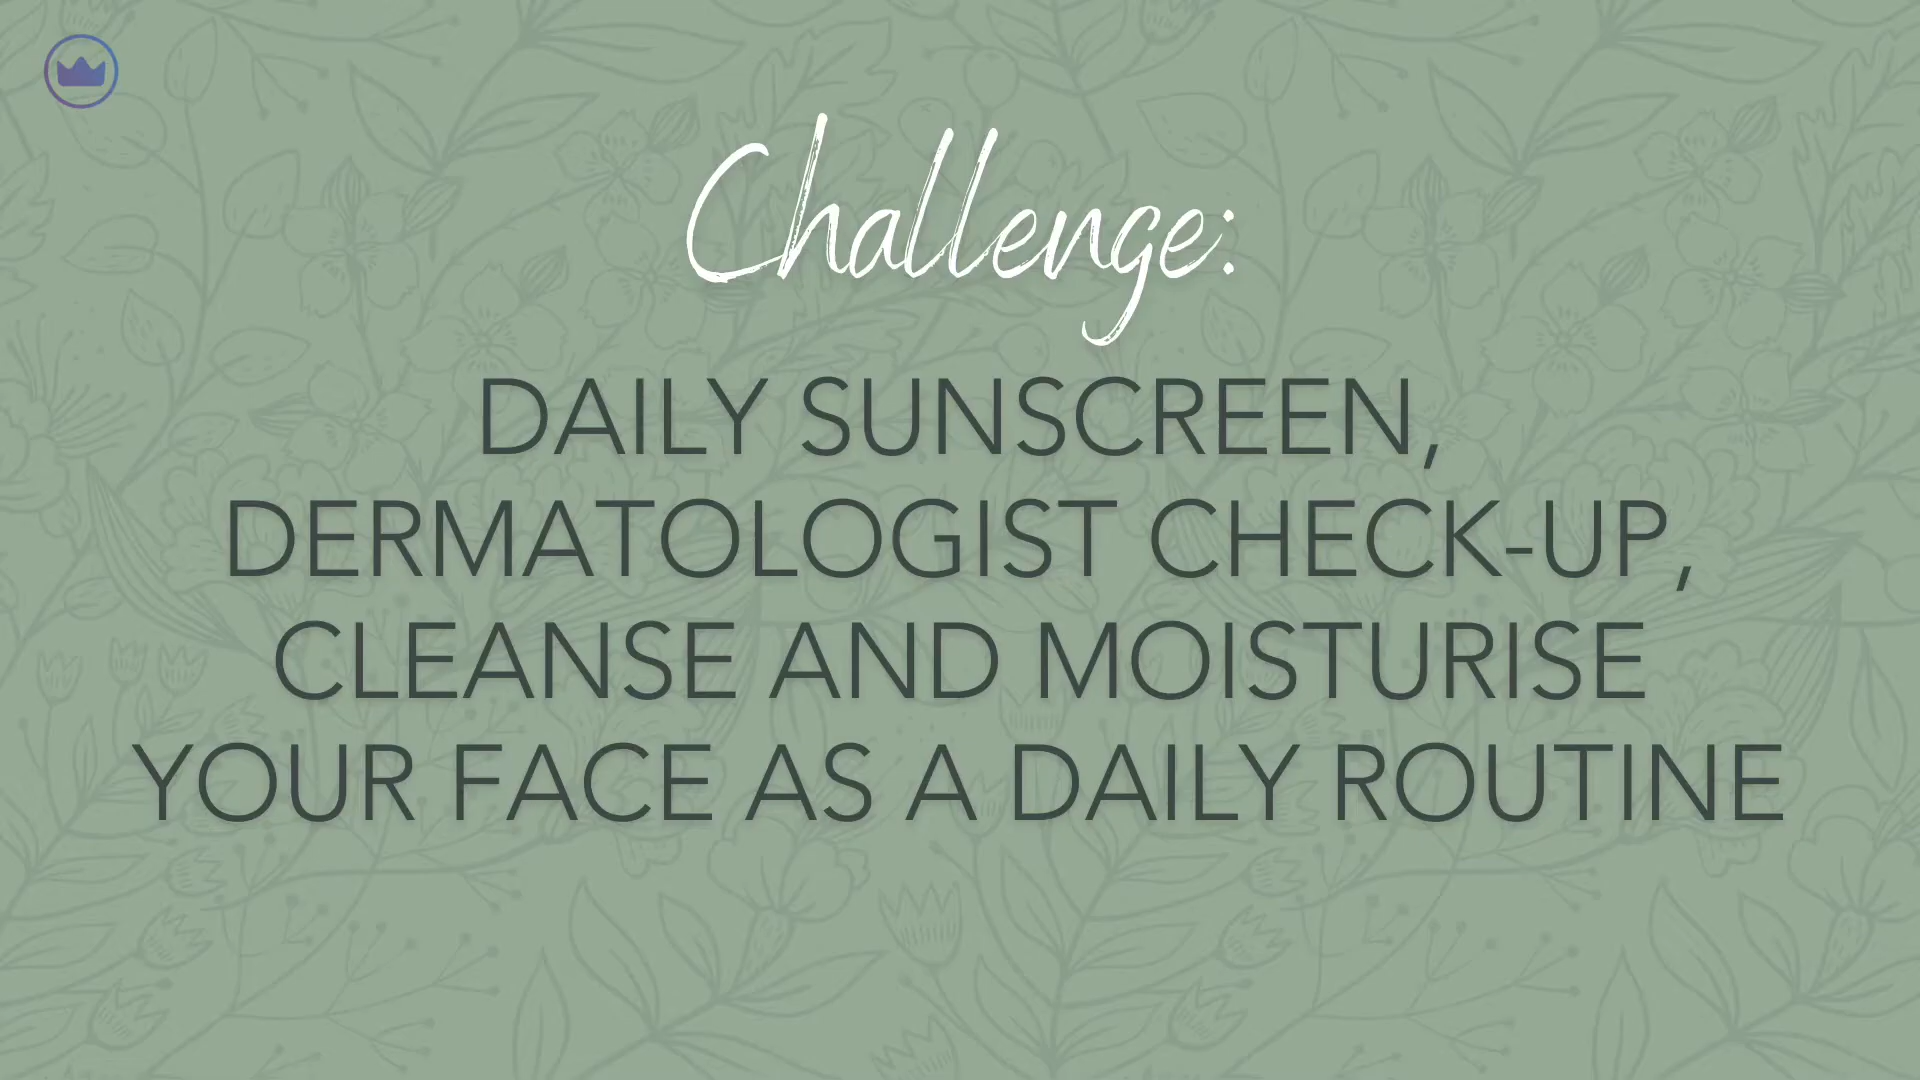 Challenge:
DAILY SUNSCREEN,
DERMATOLOGIST CHECK-UP,
CLEANSE AND MOISTURISE
YOUR FACE AS A DAILY ROUTINE